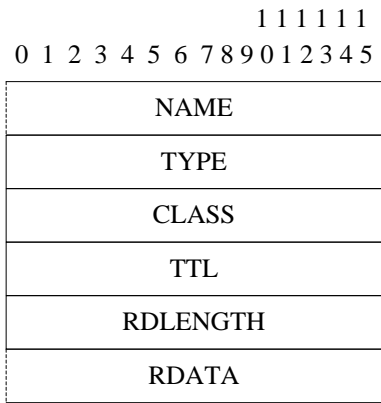 1 1 1 1 1 1
0 1 2 3 4 5 6 7 8 9 0 1 2 3 4 5
NAME
TYPE
CLASS
TTL
RDLENGTH
RDATA